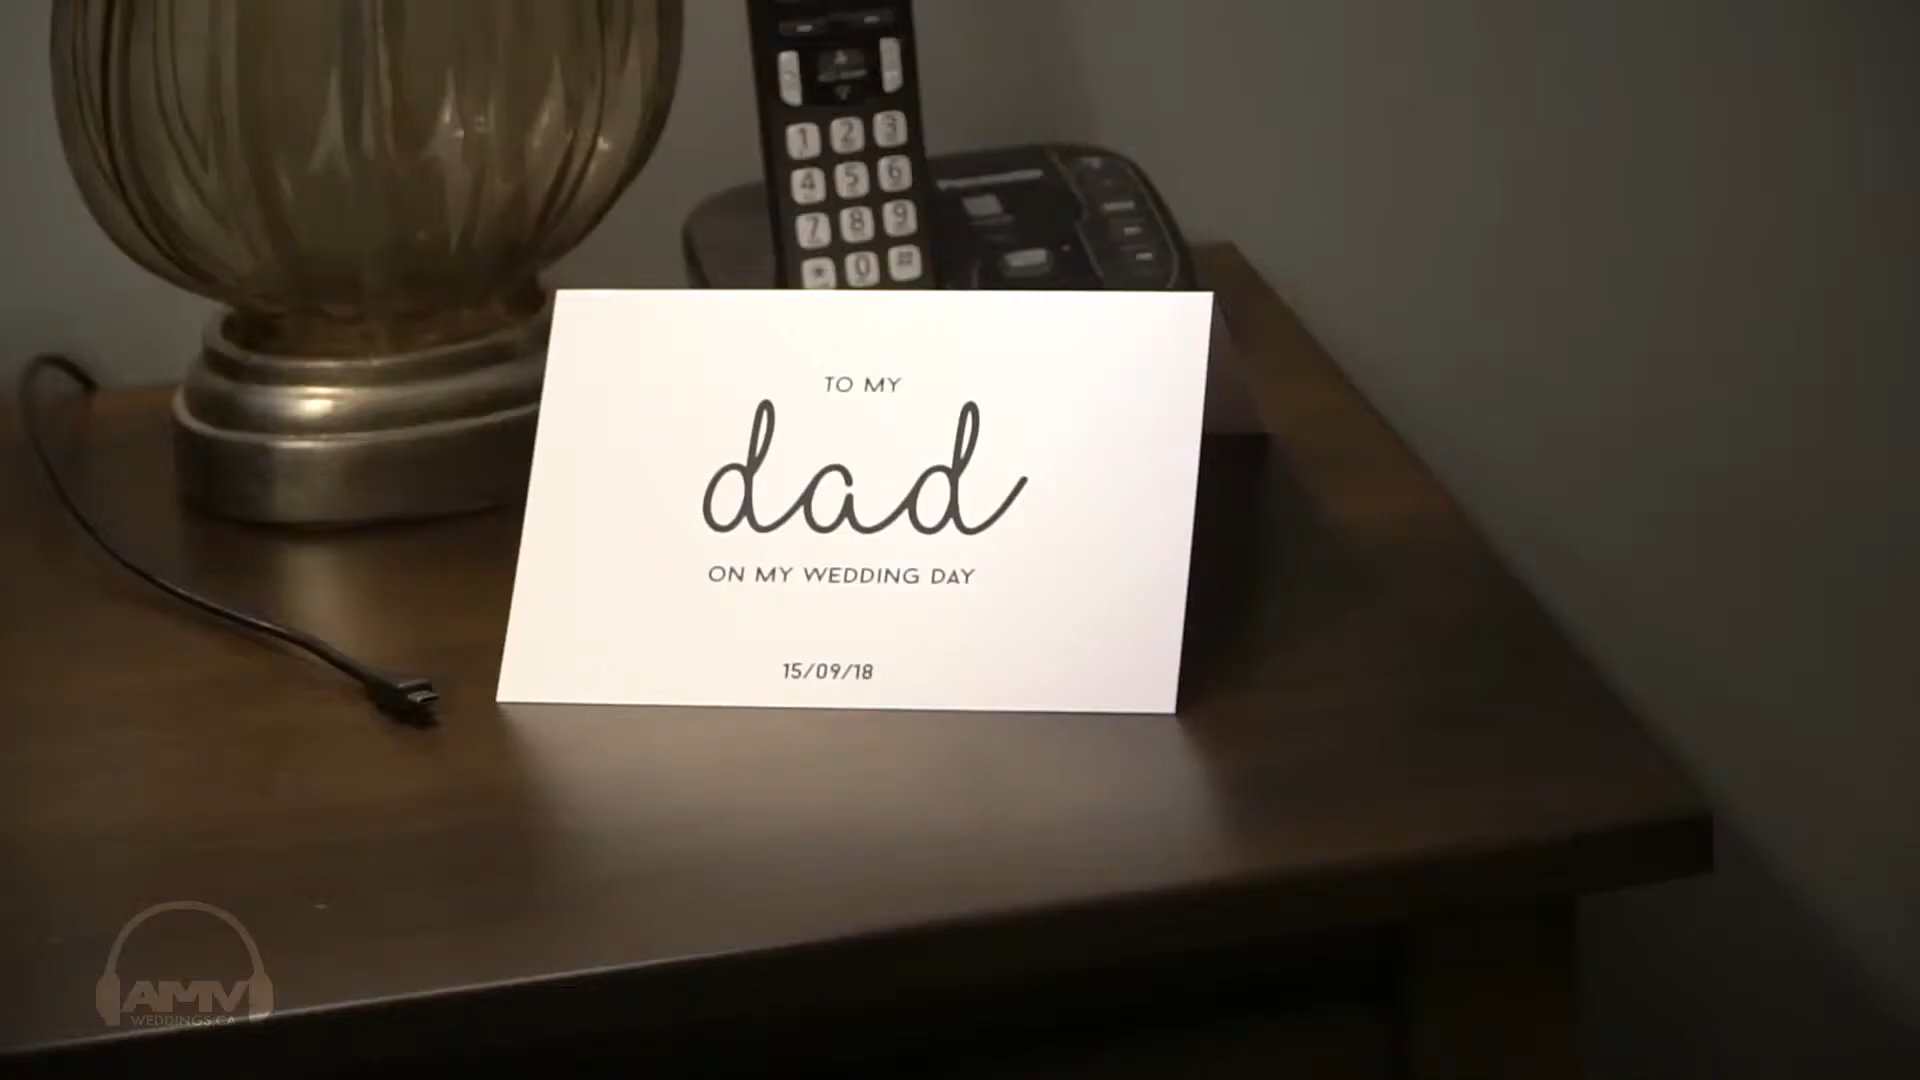 1 2 3
4 5 6
7 8 9
* 0 #
TO MY
dad
ON MY WEDDING DAY
15/09/18
AMV
WEDDINGS.CA